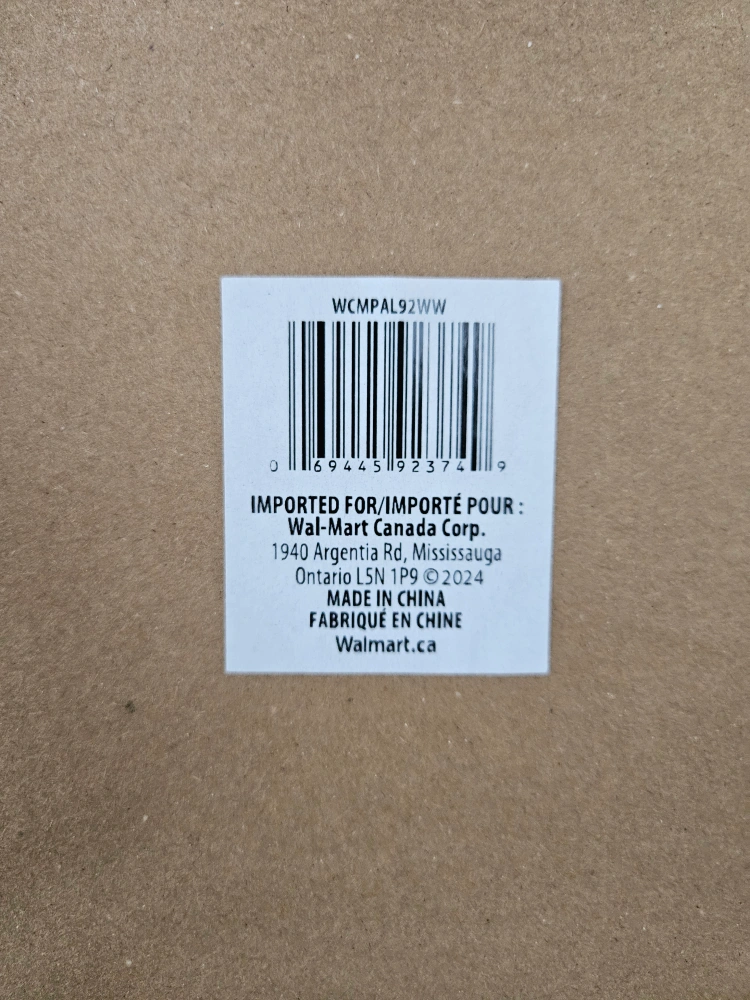 WCMPAL92WW
0 69445 92374 9
IMPORTED FOR/IMPORTÉ POUR :
Wal-Mart Canada Corp.
1940 Argentia Rd, Mississauga
Ontario L5N 1P9 ©2024
MADE IN CHINA
FABRIQUÉ EN CHINE
Walmart.ca